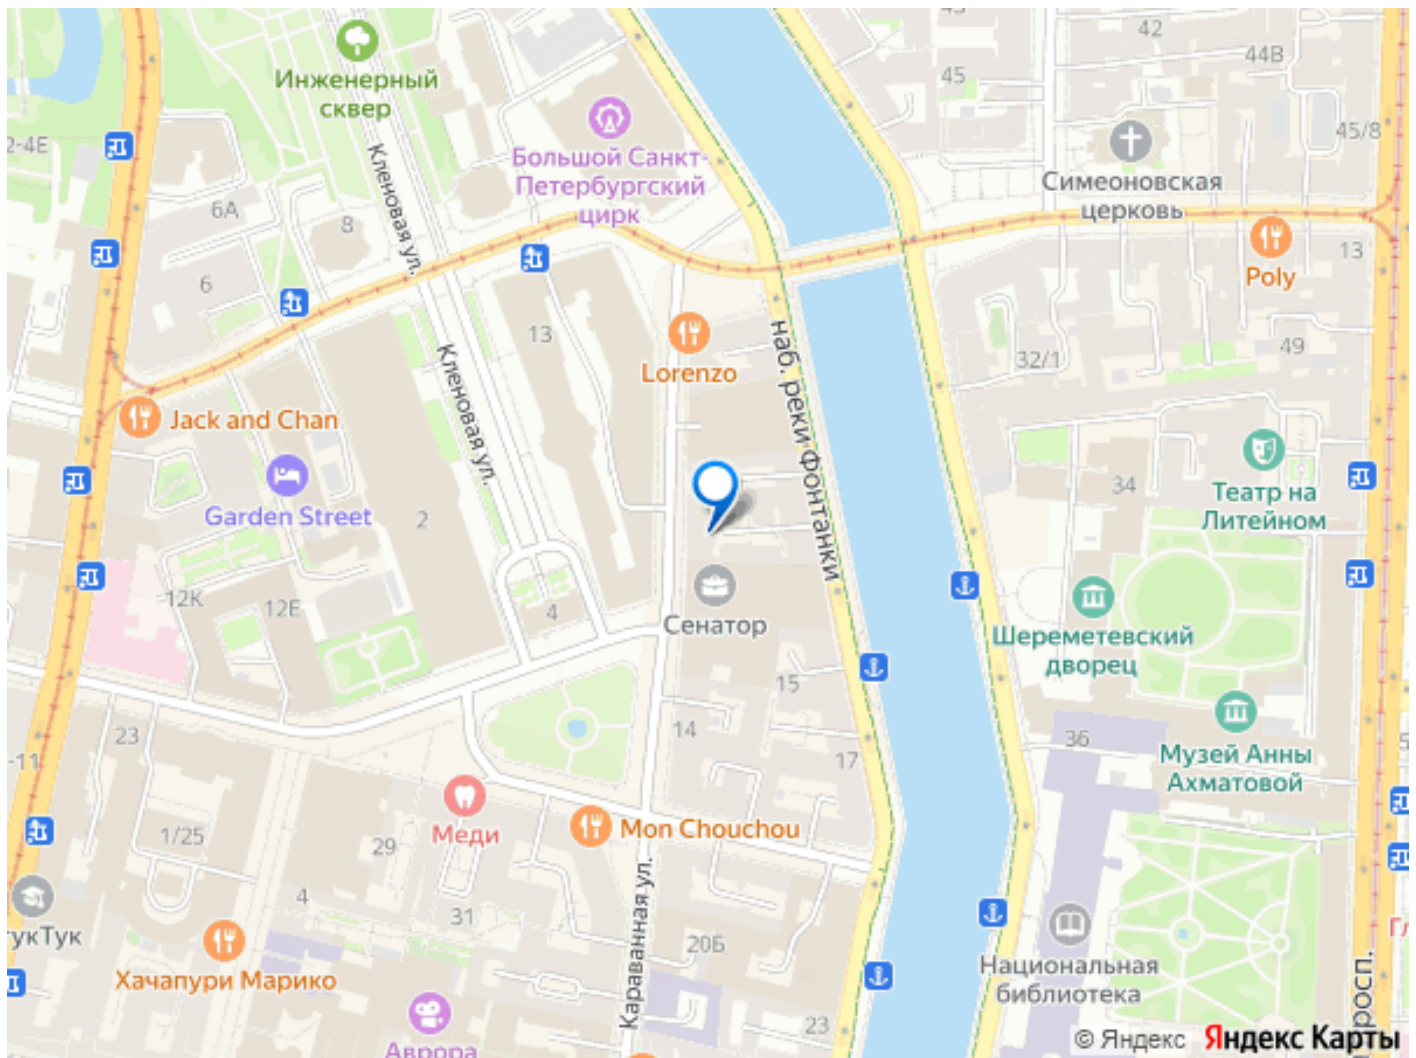 43
42
44В
45
45/8
2-4Е
Инженерный
сквер
Большой Санкт-
Петербургский
цирк
Симеоновская
церковь
Кленовая ул.
6А
8
6
13
Poly
13
наб. реки Фонтанки
Lorenzo
32/1
49
Jack and Chan
Кленовая ул.
Garden Street
2
34
Театр на
Литейном
12К
12Е
4
Сенатор
Шереметевский
дворец
15
14
17
36
23
-11
Музей Анны
Ахматовой
Меди
Mon Chouchou
1/25
29
4
31
Караванная ул.
20Б
тукТук
Хачапури Марико
Национальная
библиотека
Аврора
23
росп.
© Яндекс Яндекс Карты